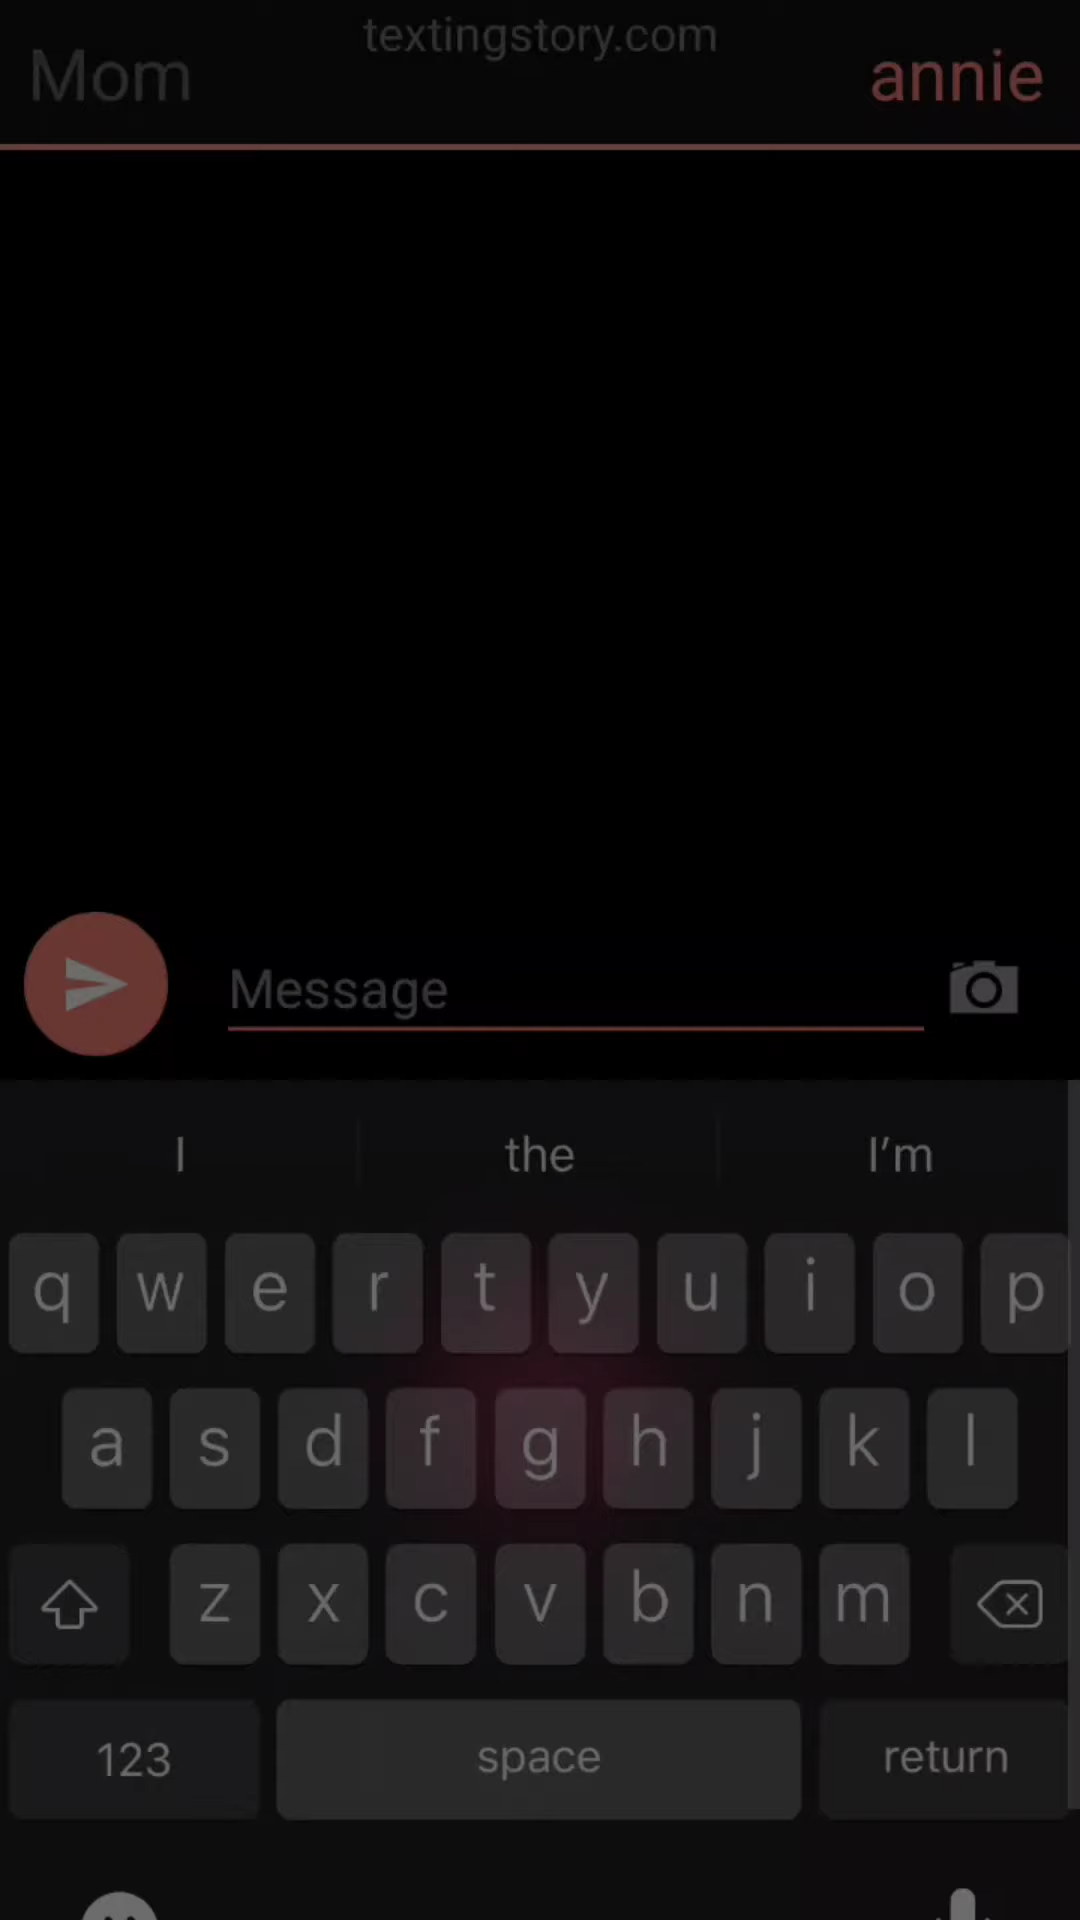 textingstory.com
Mom annie
Message
I the I’m
q w e r t y u i o p
a s d f g h j k l
z x c v b n m
123 space return